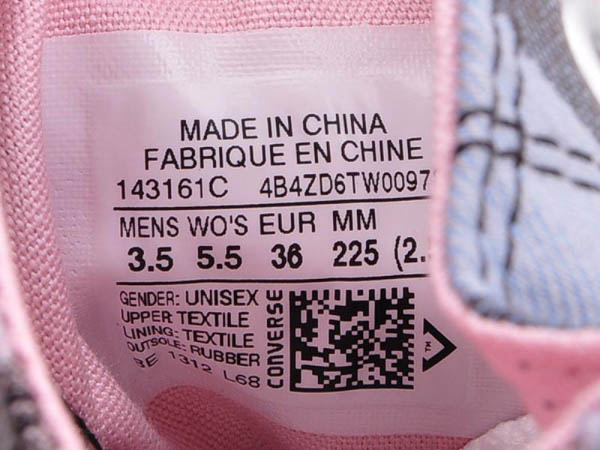 MADE IN CHINA
FABRIQUE EN CHINE
143161C 4B4ZD6TW0097
MENS WO'S EUR MM
3.5 5.5 36 225 (2.
GENDER: UNISEX
UPPER: TEXTILE
LINING: TEXTILE
OUTSOLE: RUBBER
1312 L68
CONVERSE